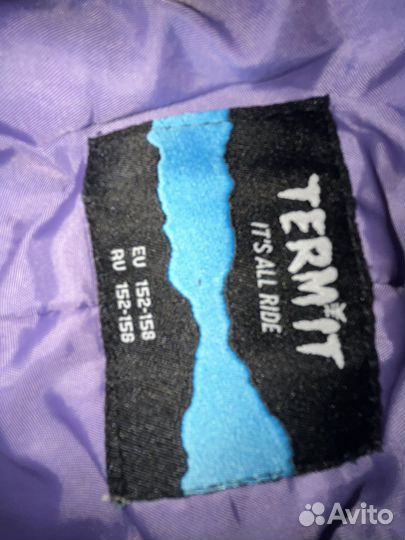 TERMIT
IT'S ALL RIDE
EU 152-158
RU 152-158
Avito